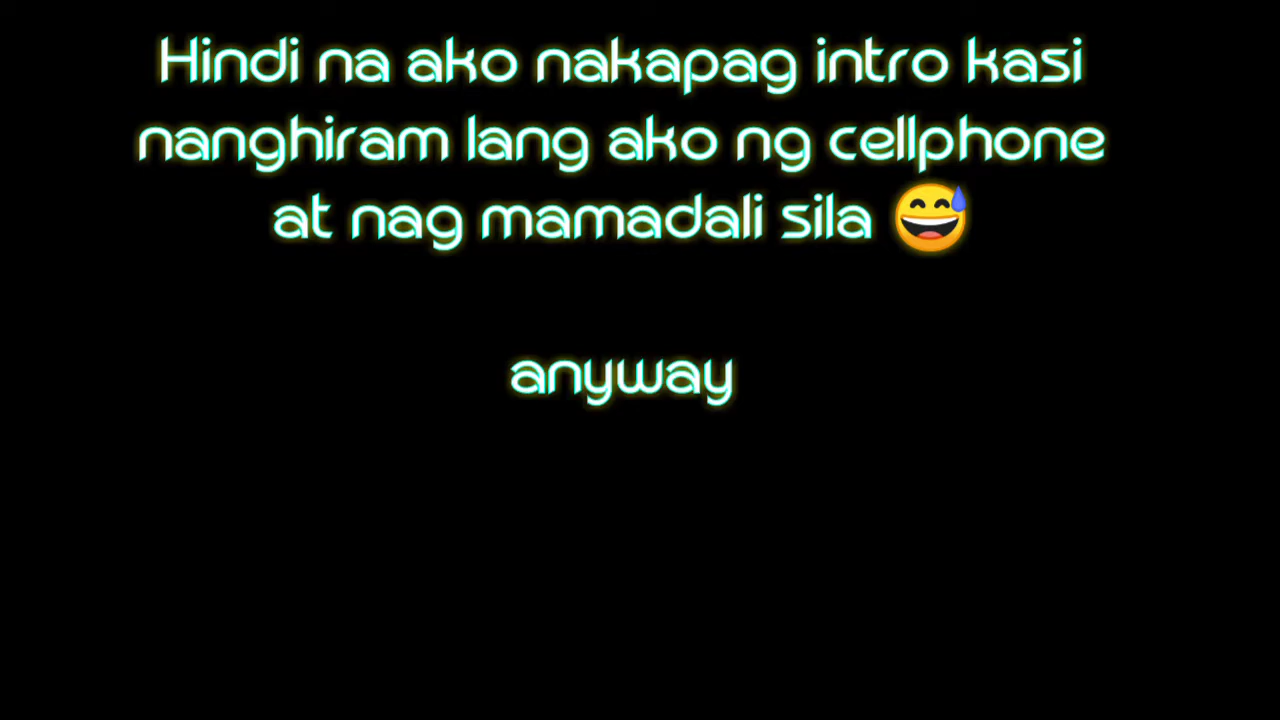 Hindi na ako nakapag intro kasi
nanghiram lang ako ng cellphone
at nag mamadali sila 😅
anyway